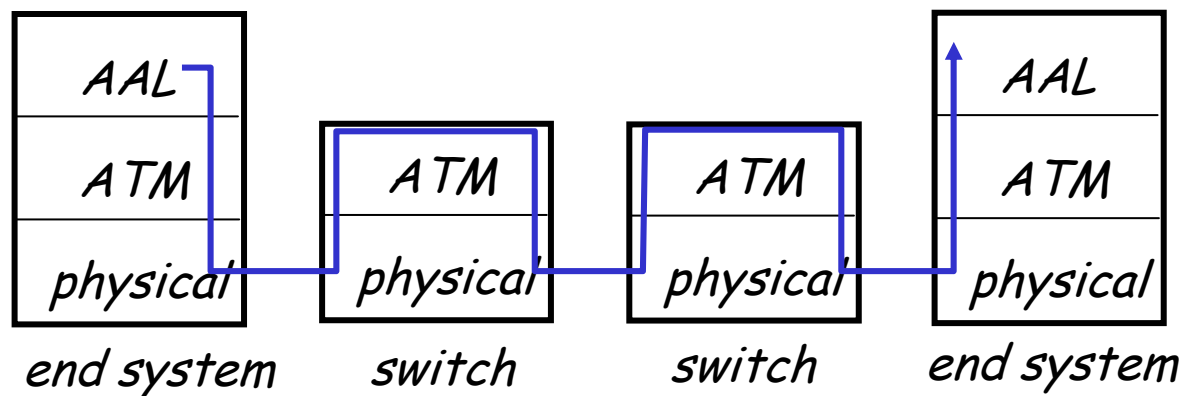 AAL
ATM
physical
end system
ATM
physical
switch
ATM
physical
switch
AAL
ATM
physical
end system